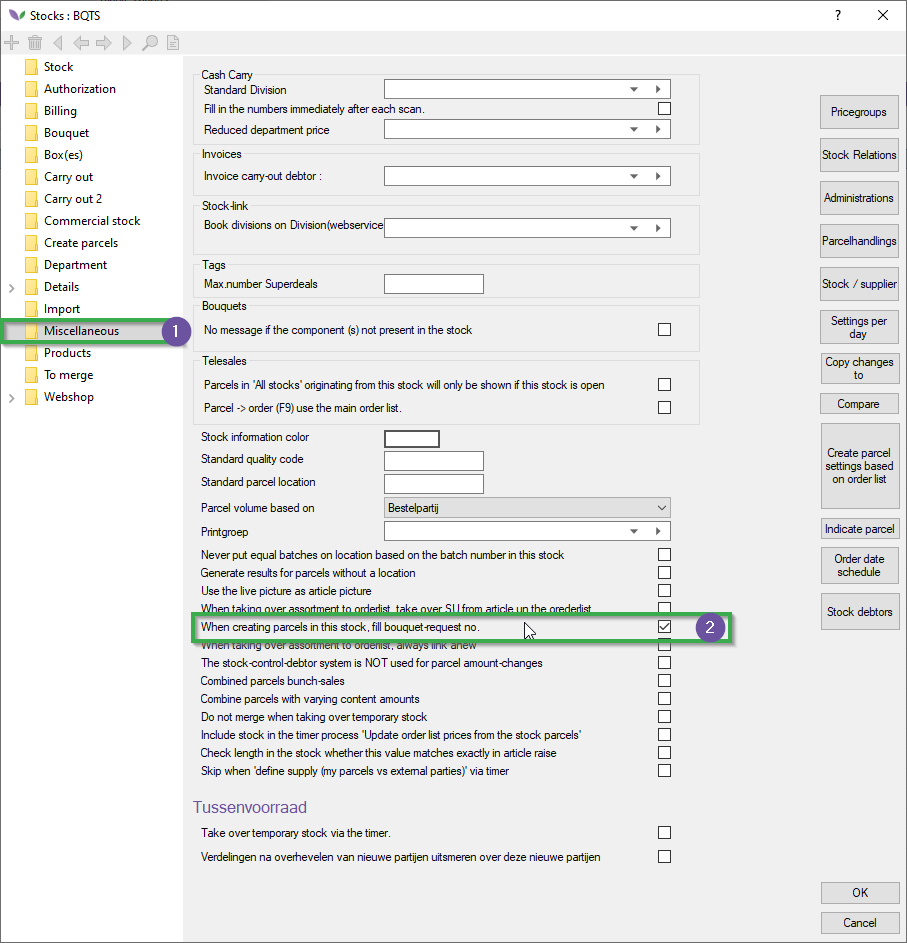 Stocks : BQTS
?
Stock
Authorization
Billing
Bouquet
Box(es)
Carry out
Carry out 2
Commercial stock
Create parcels
Department
Details
Import
Miscellaneous
1
Products
To merge
Webshop
Cash Carry
Standard Division
Fill in the numbers immediately after each scan.
Reduced department price
Invoices
Invoice carry-out debtor :
Stock-link
Book divisions on Division(webservice
Tags
Max.number Superdeals
Bouquets
No message if the component (s) not present in the stock
Telesales
Parcels in 'All stocks' originating from this stock will only be shown if this stock is open
Parcel -> order (F9) use the main order list.
Stock information color
Standard quality code
Standard parcel location
Parcel volume based on
Bestelpartij
Printgroep
Never put equal batches on location based on the batch number in this stock
Generate results for parcels without a location
Use the live picture as article picture
When taking over assortment to orderlist, take over SU from article un the orederlist
When creating parcels in this stock, fill bouquet-request no.
2
When taking over assortment to orderlist, always link anew
The stock-control-debtor system is NOT used for parcel amount-changes
Combined parcels bunch-sales
Combine parcels with varying content amounts
Do not merge when taking over temporary stock
Include stock in the timer process 'Update order list prices from the stock parcels'
Check length in the stock whether this value matches exactly in article raise
Skip when 'define supply (my parcels vs external parties)' via timer
Tussenvoorraad
Take over temporary stock via the timer.
Verdelingen na overhevelen van nieuwe partijen uitsmeren over deze nieuwe partijen
Pricegroups
Stock Relations
Administrations
Parcelhandlings
Stock / supplier
Settings per
day
Copy changes
to
Compare
Create parcel
settings based
on order list
Indicate parcel
Order date
schedule
Stock debtors
OK
Cancel